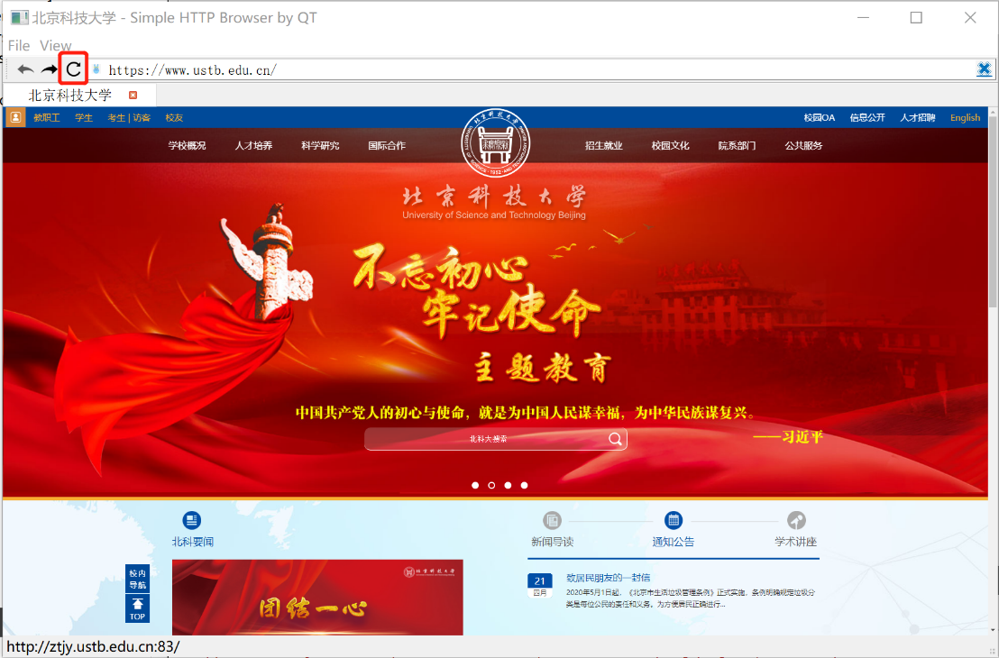 北京科技大学 - Simple HTTP Browser by QT
File View
https://www.ustb.edu.cn/
北京科技大学
教职工 学生 考生 | 访客 校友 校园OA 信息公开 人才招聘 English
学校概况 人才培养 科学研究 国际合作 招生就业 校园文化 院系部门 公共服务
北京科技大学
University of Science and Technology Beijing
不忘初心
牢记使命
主题教育
中国共产党人的初心与使命，就是为中国人民谋幸福，为中华民族谋复兴。
——习近平
北科大搜索
北科要闻 新闻导读 通知公告 学术讲座
校内
导航
TOP
北京科技大学
团结一心
21
四月
致居民朋友的一封信
2020年5月1日起，《北京市生活垃圾管理条例》正式实施，条例明确规定垃圾分
类是每位公民的责任和义务。为方便居民正确进行...
http://ztjy.ustb.edu.cn:83/